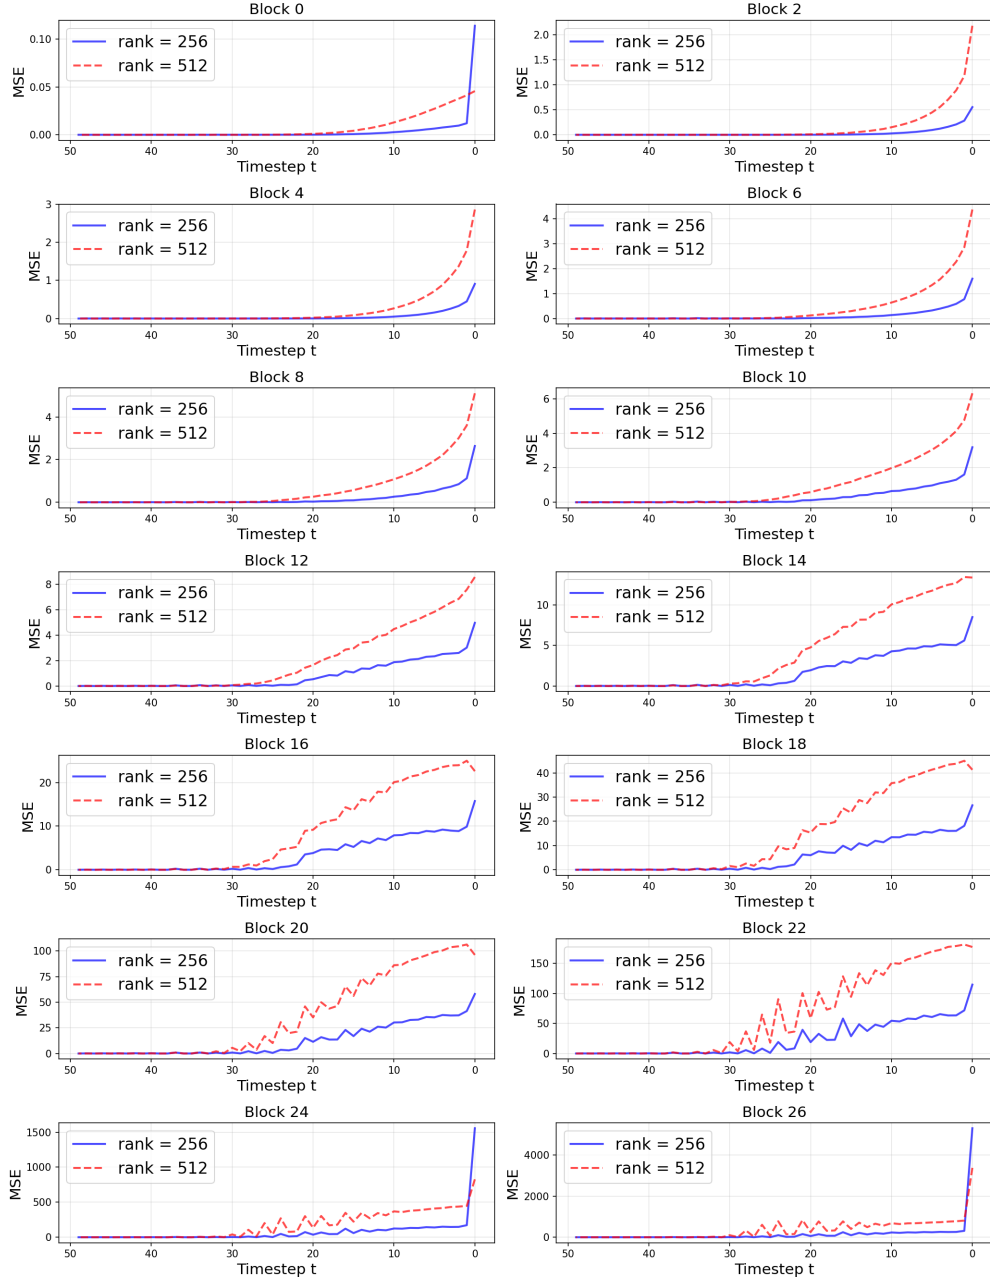 Block 0
MSE
0.10
0.05
0.00
rank = 256
rank = 512
50 40 30 20 10 0
Timestep t
Block 2
MSE
2.0
1.5
1.0
0.5
0.0
rank = 256
rank = 512
50 40 30 20 10 0
Timestep t
Block 4
MSE
3
2
1
0
rank = 256
rank = 512
50 40 30 20 10 0
Timestep t
Block 6
MSE
4
3
2
1
0
rank = 256
rank = 512
50 40 30 20 10 0
Timestep t
Block 8
MSE
4
2
0
rank = 256
rank = 512
50 40 30 20 10 0
Timestep t
Block 10
MSE
6
4
2
0
rank = 256
rank = 512
50 40 30 20 10 0
Timestep t
Block 12
MSE
8
6
4
2
0
rank = 256
rank = 512
50 40 30 20 10 0
Timestep t
Block 14
MSE
10
5
0
rank = 256
rank = 512
50 40 30 20 10 0
Timestep t
Block 16
MSE
20
10
0
rank = 256
rank = 512
50 40 30 20 10 0
Timestep t
Block 18
MSE
40
30
20
10
0
rank = 256
rank = 512
50 40 30 20 10 0
Timestep t
Block 20
MSE
100
75
50
25
0
rank = 256
rank = 512
50 40 30 20 10 0
Timestep t
Block 22
MSE
150
100
50
0
rank = 256
rank = 512
50 40 30 20 10 0
Timestep t
Block 24
MSE
1500
1000
500
0
rank = 256
rank = 512
50 40 30 20 10 0
Timestep t
Block 26
MSE
4000
2000
0
rank = 256
rank = 512
50 40 30 20 10 0
Timestep t